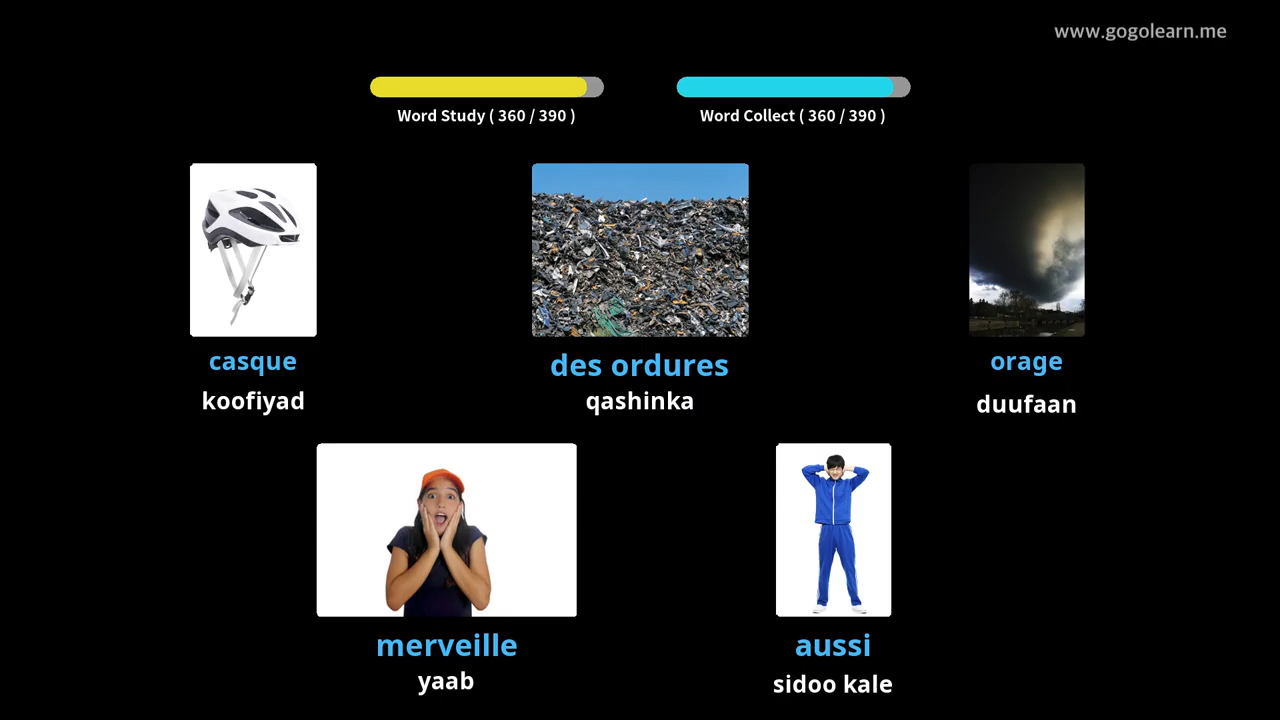 www.gogolearn.me
Word Study ( 360 / 390 )
Word Collect ( 360 / 390 )
casque
koofiyad
des ordures
qashinka
orage
duufaan
merveille
yaab
aussi
sidoo kale